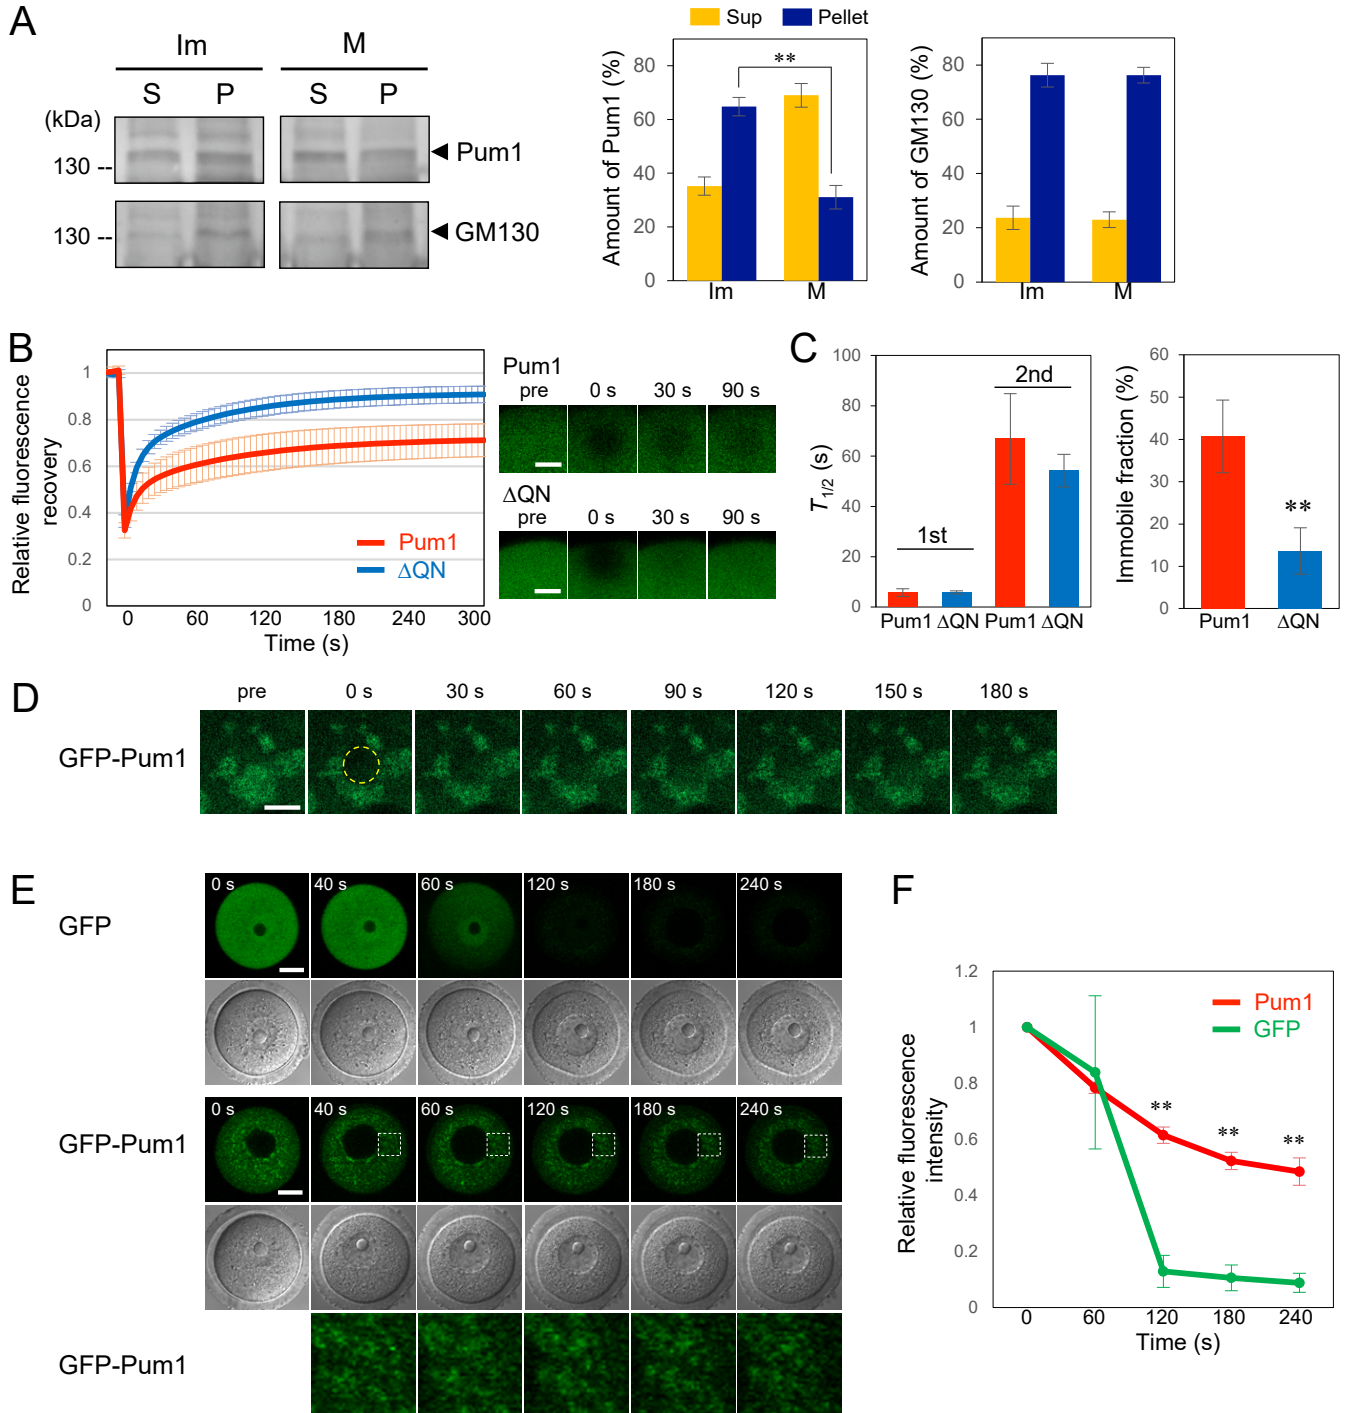 A
Im M
S P S P
(kDa)
130 --
Pum1
130 --
GM130
Sup Pellet
Amount of Pum1 (%)
80
60
40
20
0
**
Im M
Amount of GM130 (%)
80
60
40
20
0
Im M
B
Relative fluorescence
recovery
1
0.8
0.6
0.4
0.2
0
Pum1
ΔQN
0 60 120 180 240 300
Time (s)
Pum1
pre 0 s 30 s 90 s
ΔQN
pre 0 s 30 s 90 s
C
T1/2 (s)
100
80
60
40
20
0
1st
2nd
Pum1 ΔQN Pum1 ΔQN
Immobile fraction (%)
60
50
40
30
20
10
0
**
Pum1 ΔQN
D
pre 0 s 30 s 60 s 90 s 120 s 150 s 180 s
GFP-Pum1
E
GFP
0 s 40 s 60 s 120 s 180 s 240 s
GFP-Pum1
0 s 40 s 60 s 120 s 180 s 240 s
GFP-Pum1
F
Relative fluorescence
intensity
1.2
1
0.8
0.6
0.4
0.2
0
Pum1
GFP
** ** **
0 60 120 180 240
Time (s)